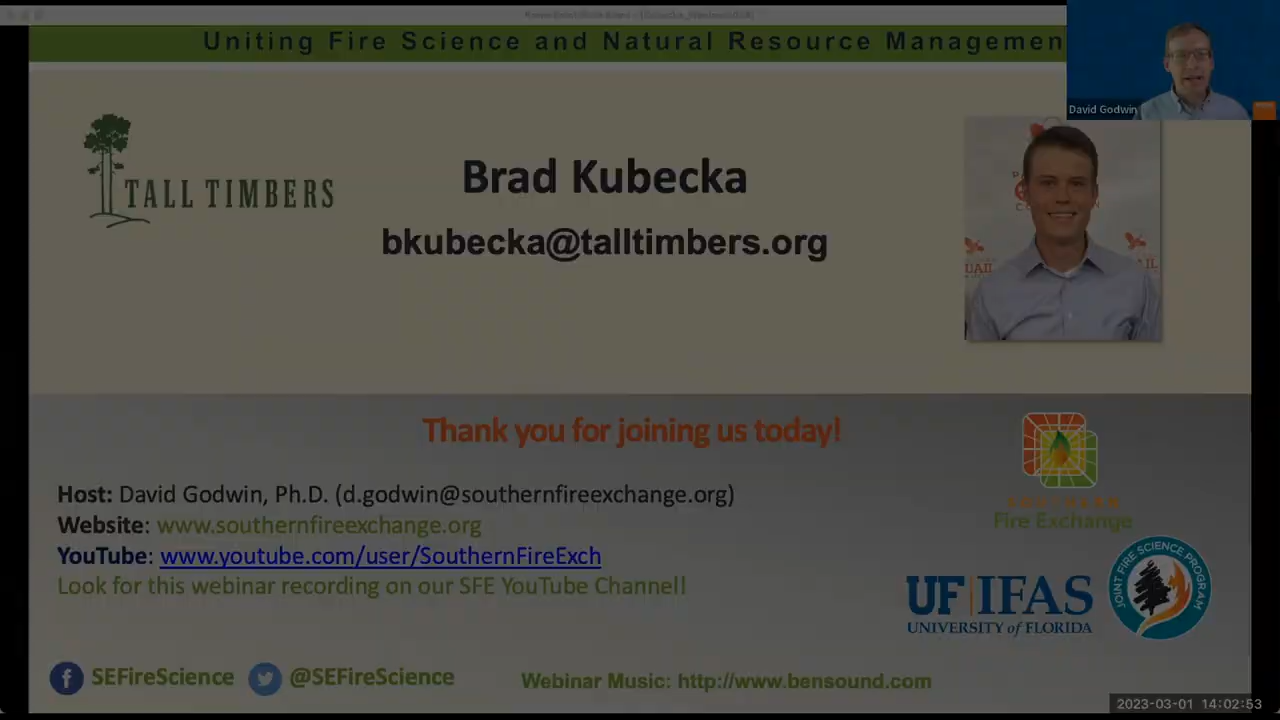 Uniting Fire Science and Natural Resource Managemen
David Godwin
TALL TIMBERS
Brad Kubecka
bkubecka@talltimbers.org
UAIL
AIL
Thank you for joining us today!
Host: David Godwin, Ph.D. (d.godwin@southernfireexchange.org)
Website: www.southernfireexchange.org
YouTube: www.youtube.com/user/SouthernFireExch
Look for this webinar recording on our SFE YouTube Channel!
SOUTHERN
Fire Exchange
UF|IFAS
UNIVERSITY of FLORIDA
JOINT FIRE SCIENCE PROGRAM
SEFireScience
@SEFireScience
Webinar Music: http://www.bensound.com
2023-03-01 14:02:53